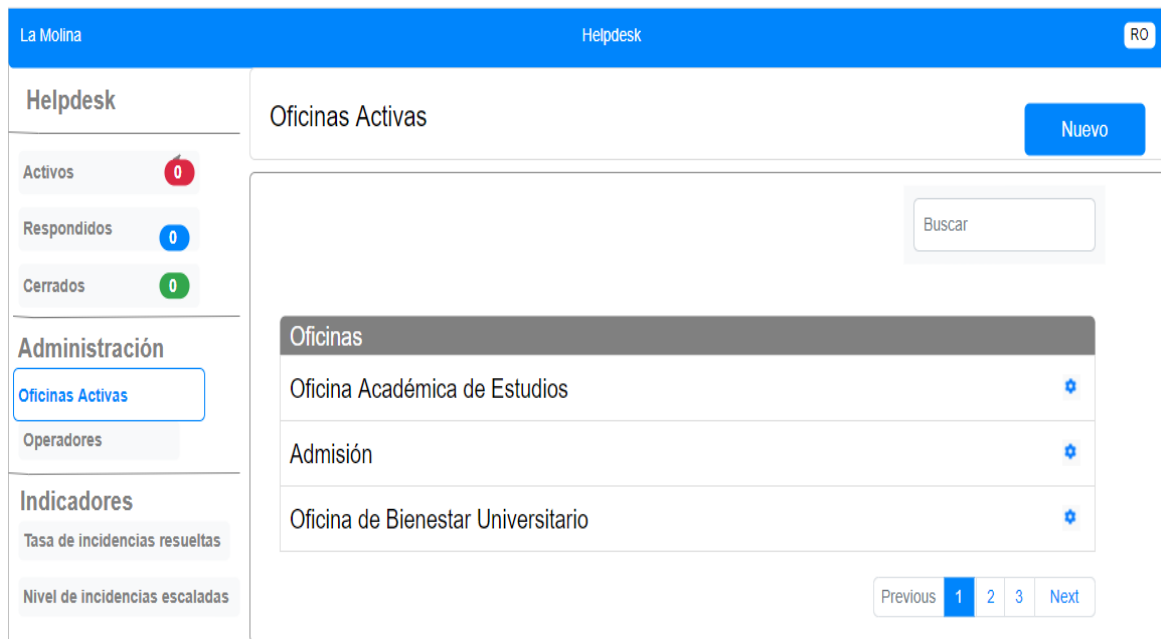 La Molina
Helpdesk
RO
Helpdesk
Activos 0
Respondidos 0
Cerrados 0
Administración
Oficinas Activas
Operadores
Indicadores
Tasa de incidencias resueltas
Nivel de incidencias escaladas
Oficinas Activas
Nuevo
Buscar
Oficinas
Oficina Académica de Estudios
Admisión
Oficina de Bienestar Universitario
Previous 1 2 3 Next